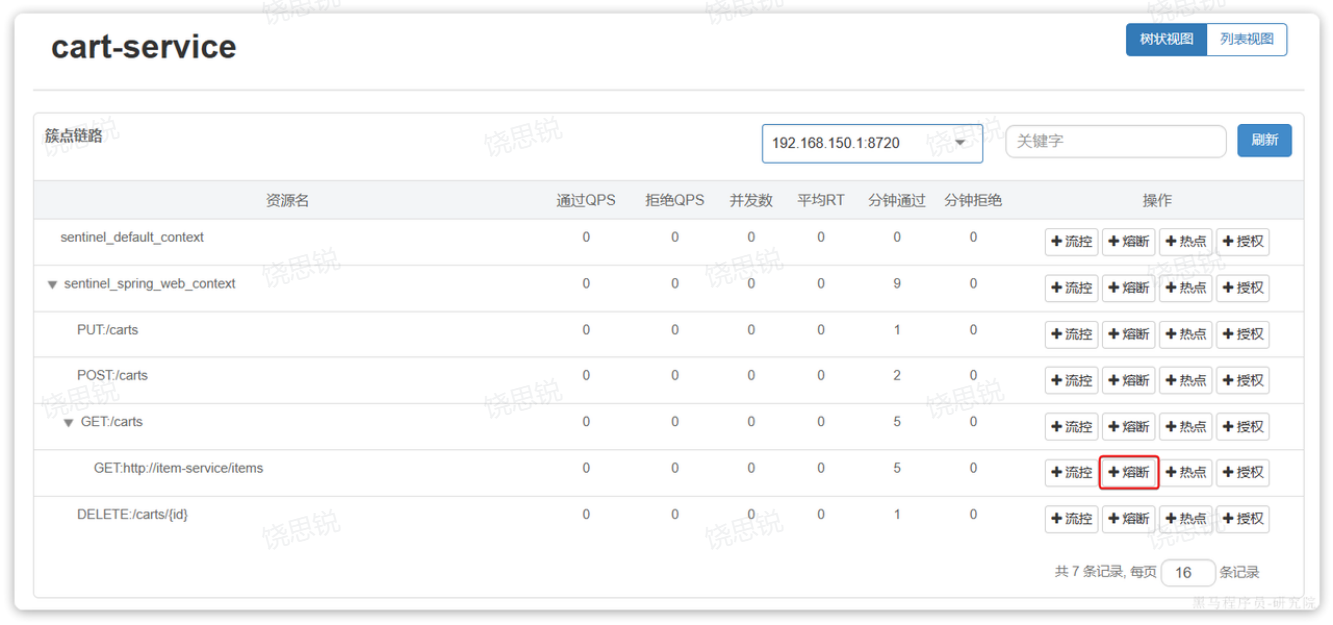 cart-service
树状视图 列表视图
簇点链路 192.168.150.1:8720 关键字 刷新
资源名 通过QPS 拒绝QPS 并发数 平均RT 分钟通过 分钟拒绝 操作
sentinel_default_context 0 0 0 0 0 0 流控 熔断 热点 授权
sentinel_spring_web_context 0 0 0 0 9 0 流控 熔断 热点 授权
PUT:/carts 0 0 0 0 1 0 流控 熔断 热点 授权
POST:/carts 0 0 0 0 2 0 流控 熔断 热点 授权
GET:/carts 0 0 0 0 5 0 流控 熔断 热点 授权
GET:http://item-service/items 0 0 0 0 5 0 流控 熔断 热点 授权
DELETE:/carts/{id} 0 0 0 0 1 0 流控 熔断 热点 授权
共 7 条记录, 每页 16 条记录
黑马程序员-研究院
饶思锐